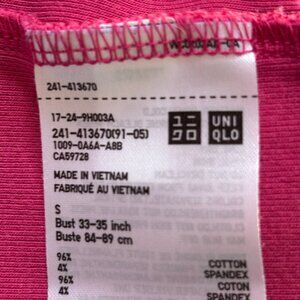 241-413670
17-24-9H003A
241-413670(91-05)
1009-0A6A-A8B
CA59728
ユニ
クロ
UNI
QLO
MADE IN VIETNAM
FABRIQUÉ AU VIETNAM
S
Bust 33-35 inch
Buste 84-89 cm
96% COTTON
4% SPANDEX
96% COTON
4% SPANDEX